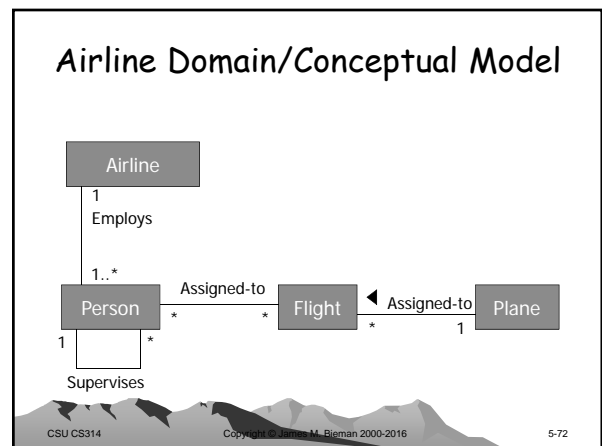 Airline Domain/Conceptual Model
Airline
1
Employs
1..*
Person
Assigned-to
* *
Flight
Assigned-to
* 1
Plane
1 *
Supervises
CSU CS314
Copyright © James M. Bieman 2000-2016
5-72